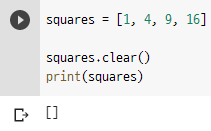 squares = [1, 4, 9, 16]
squares.clear()
print(squares)
[]